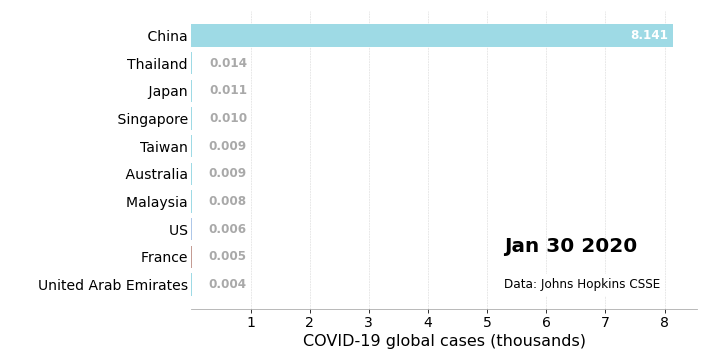 China 8.141
Thailand 0.014
Japan 0.011
Singapore 0.010
Taiwan 0.009
Australia 0.009
Malaysia 0.008
US 0.006
France 0.005
United Arab Emirates 0.004
Jan 30 2020
Data: Johns Hopkins CSSE
1 2 3 4 5 6 7 8
COVID-19 global cases (thousands)